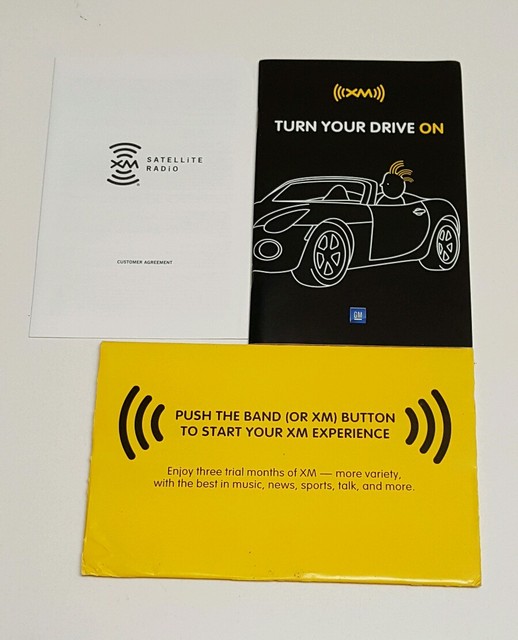 XM
SATELLITE
RADIO
CUSTOMER AGREEMENT
XM
TURN YOUR DRIVE ON
GM
PUSH THE BAND (OR XM) BUTTON
TO START YOUR XM EXPERIENCE
Enjoy three trial months of XM — more variety,
with the best in music, news, sports, talk, and more.